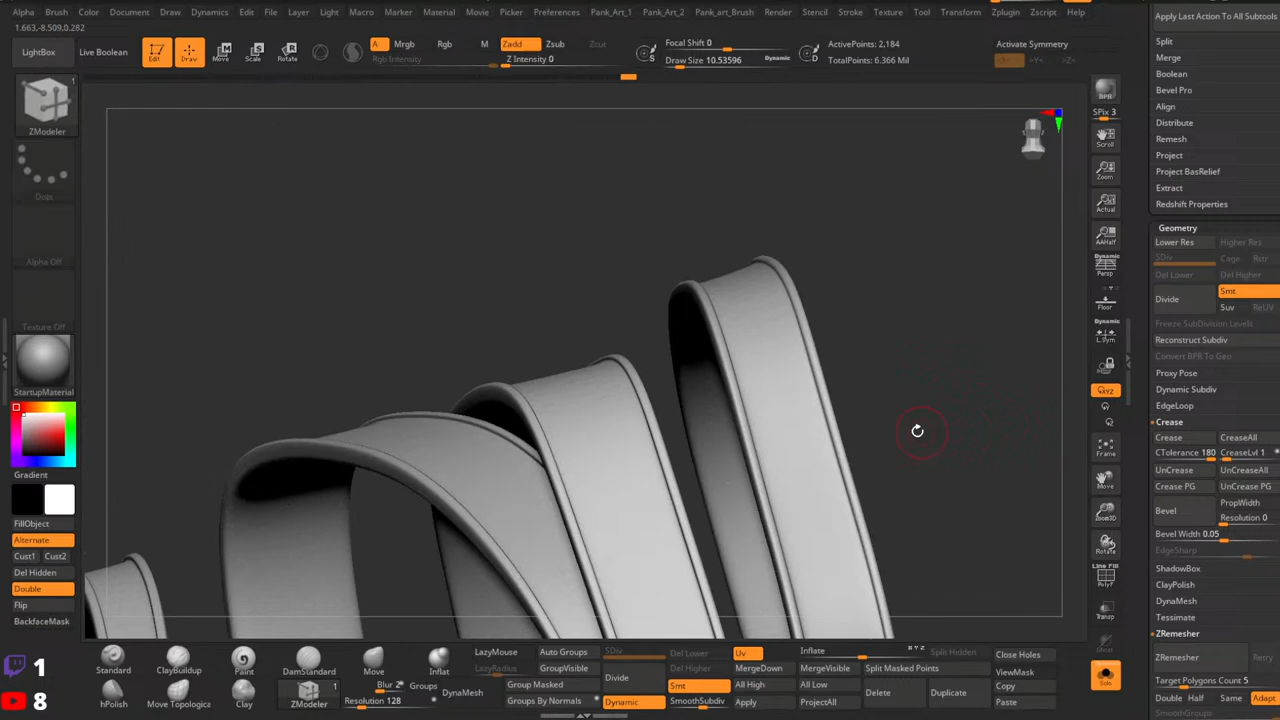 Alpha Brush Color Document Draw Dynamics Edit File Layer Light Macro Marker Material Movie Picker Preferences Pank_Art_1 Pank_Art_2 Pank_art_Brush Render Stencil Stroke Texture Tool Transform Zplugin Zscript Help
1.663,-8.509,0.282
LightBox Live Boolean Edit Draw Move Scale Rotate A Mrgb Rgb M Zadd Zsub Zcut
Rgb Intensity Z Intensity 0
Focal Shift 0 Draw Size 10.53596 Dynamic
ActivePoints: 2,184
TotalPoints: 6.366 Mil
Activate Symmetry
>X< >Y< >Z<
1
ZModeler
Dots
Alpha Off
Texture Off
StartupMaterial
Gradient
FillObject
Alternate
Cust1 Cust2
Del Hidden
Double
Flip
BackfaceMask
1
8
BPR
SPix 3
Scroll
Zoom
Actual
AAHalf
Dynamic
Persp
Floor
Dynamic
L.Sym
XYZ
Frame
Move
Zoom3D
Rotate
Line Fill
PolyF
Transp
Ghost
Solo
Apply Last Action To All Subtools
Split
Merge
Boolean
Bevel Pro
Align
Distribute
Remesh
Project
Project BasRelief
Extract
Redshift Properties
Geometry
Lower Res Higher Res
SDiv Cage Rstr
Del Lower Del Higher
Divide Smt
Suv ReUV
Freeze SubDivision Levels
Reconstruct Subdiv
Convert BPR To Geo
Proxy Pose
Dynamic Subdiv
EdgeLoop
Crease
Crease CreaseAll
CTolerance 180 CreaseLvl 1
UnCrease UnCreaseAll
Crease PG UnCrease PG
Bevel PropWidth
Resolution 0
Bevel Width 0.05
EdgeSharp
ShadowBox
ClayPolish
DynaMesh
Tessimate
ZRemesher
ZRemesher Retry
Target Polygons Count 5
Double Half Same Adapt
SmoothGroups
Standard ClayBuildup Paint DamStandard Move Inflat
hPolish Move Topologica Clay ZModeler 1
LazyMouse
LazyRadius
Blur 2 Groups
Resolution 128 DynaMesh
Auto Groups
GroupVisible
Group Masked
Groups By Normals
SDiv Del Lower Uv
Divide Del Higher MergeDown
Smt All High
Dynamic SmoothSubdiv Apply
Inflate X Y Z Split Hidden Close Holes
MergeVisible Split Masked Points ViewMask
All Low Delete Duplicate Copy
ProjectAll Paste